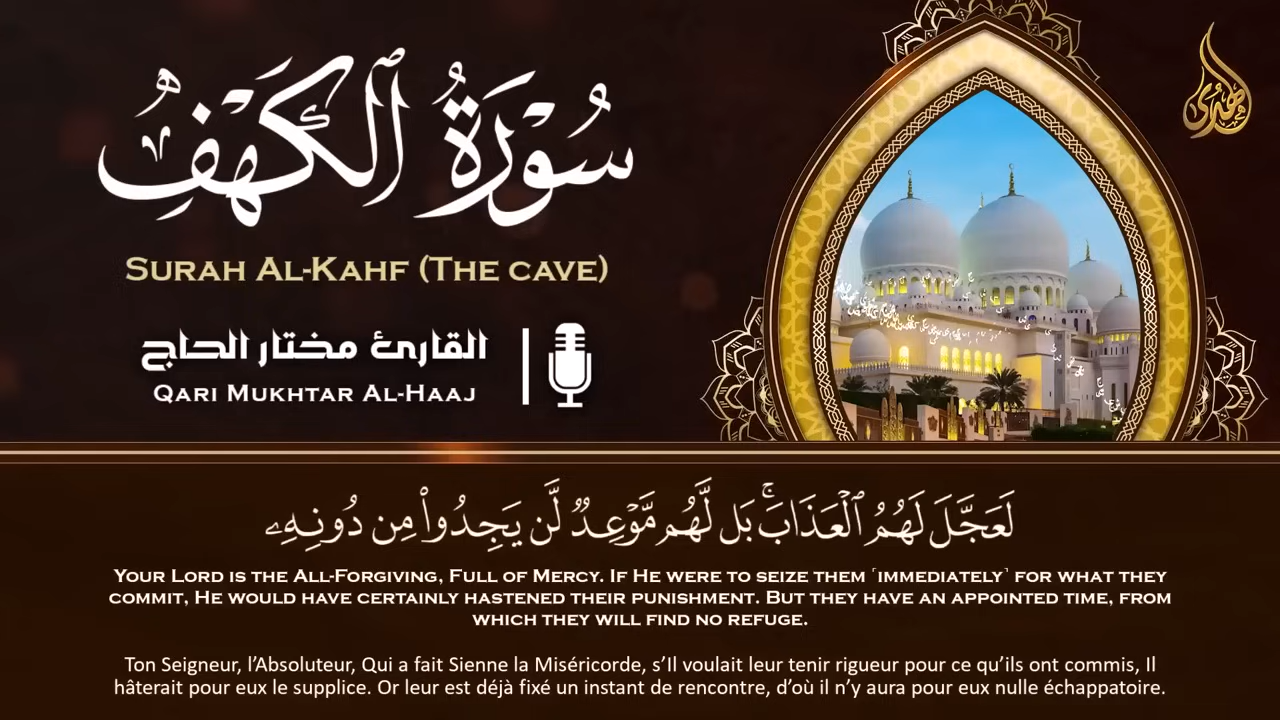 سُورَةُ ٱلْكَهْفِ
الهدى
SURAH AL-KAHF (THE CAVE)
القارئ مختار الحاج
QARI MUKHTAR AL-HAAJ
لَعَجَّلَ لَهُمُ ٱلْعَذَابَۚ بَل لَّهُم مَّوْعِدٌ لَّن يَجِدُوا۟ مِن دُونِهِۦ
YOUR LORD IS THE ALL-FORGIVING, FULL OF MERCY. IF HE WERE TO SEIZE THEM ˹IMMEDIATELY˺ FOR WHAT THEY
COMMIT, HE WOULD HAVE CERTAINLY HASTENED THEIR PUNISHMENT. BUT THEY HAVE AN APPOINTED TIME, FROM
WHICH THEY WILL FIND NO REFUGE.
Ton Seigneur, l’Absoluteur, Qui a fait Sienne la Miséricorde, s’Il voulait leur tenir rigueur pour ce qu’ils ont commis, Il
hâterait pour eux le supplice. Or leur est déjà fixé un instant de rencontre, d’où il n’y aura pour eux nulle échappatoire.